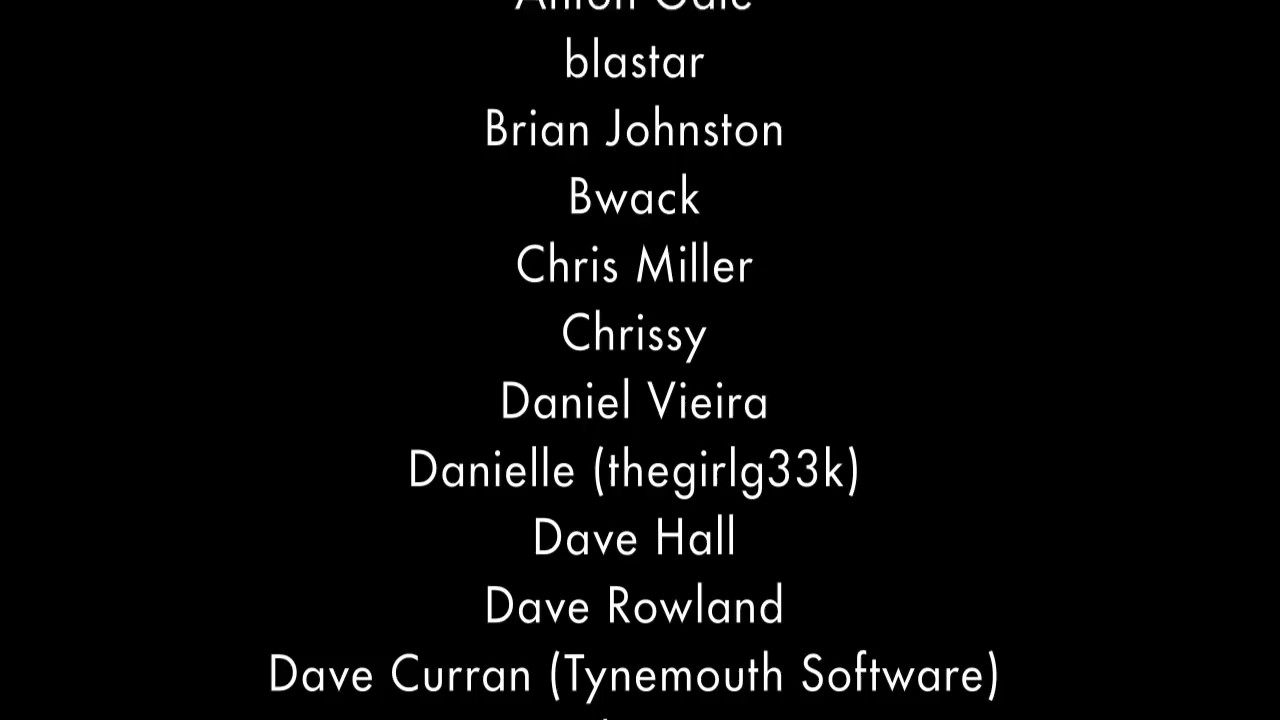 blastar
Brian Johnston
Bwack
Chris Miller
Chrissy
Daniel Vieira
Danielle (thegirlg33k)
Dave Hall
Dave Rowland
Dave Curran (Tynemouth Software)